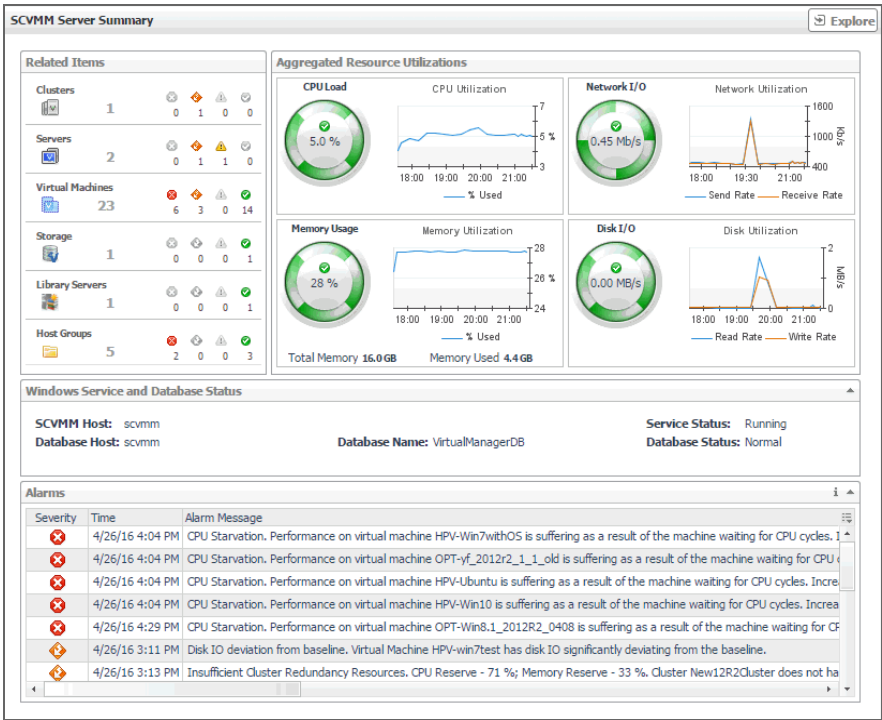 SCVMM Server Summary
Explore
Related Items
Clusters
1
0 1 0 0
Servers
2
0 1 1 0
Virtual Machines
23
6 3 0 14
Storage
1
0 0 0 1
Library Servers
1
0 0 0 1
Host Groups
5
2 0 0 3
Aggregated Resource Utilizations
CPU Load
5.0 %
CPU Utilization
7
5 %
3
18:00 19:00 20:00 21:00
% Used
Network I/O
0.45 Mb/s
Network Utilization
1600
1000
400
Kb/s
18:00 19:30 21:00
Send Rate Receive Rate
Memory Usage
28 %
Memory Utilization
28
26 %
24
18:00 19:00 20:00 21:00
% Used
Total Memory 16.0 GB Memory Used 4.4 GB
Disk I/O
0.00 MB/s
Disk Utilization
2
0
MB/s
18:00 19:00 20:00 21:00
Read Rate Write Rate
Windows Service and Database Status
SCVMM Host: scvmm Service Status: Running
Database Host: scvmm Database Name: VirtualManagerDB Database Status: Normal
Alarms
Severity Time Alarm Message
4/26/16 4:04 PM CPU Starvation. Performance on virtual machine HPV-Win7withOS is suffering as a result of the machine waiting for CPU cycles.
4/26/16 4:04 PM CPU Starvation. Performance on virtual machine OPT-yf_2012r2_1_1_old is suffering as a result of the machine waiting for CPU
4/26/16 4:04 PM CPU Starvation. Performance on virtual machine HPV-Ubuntu is suffering as a result of the machine waiting for CPU cycles. Increa
4/26/16 4:04 PM CPU Starvation. Performance on virtual machine HPV-Win10 is suffering as a result of the machine waiting for CPU cycles. Increa
4/26/16 4:29 PM CPU Starvation. Performance on virtual machine OPT-Win8.1_2012R2_0408 is suffering as a result of the machine waiting for CP
4/26/16 3:11 PM Disk IO deviation from baseline. Virtual Machine HPV-win7test has disk IO significantly deviating from the baseline.
4/26/16 3:13 PM Insufficient Cluster Redundancy Resources. CPU Reserve - 71 %; Memory Reserve - 33 %. Cluster New12R2Cluster does not ha